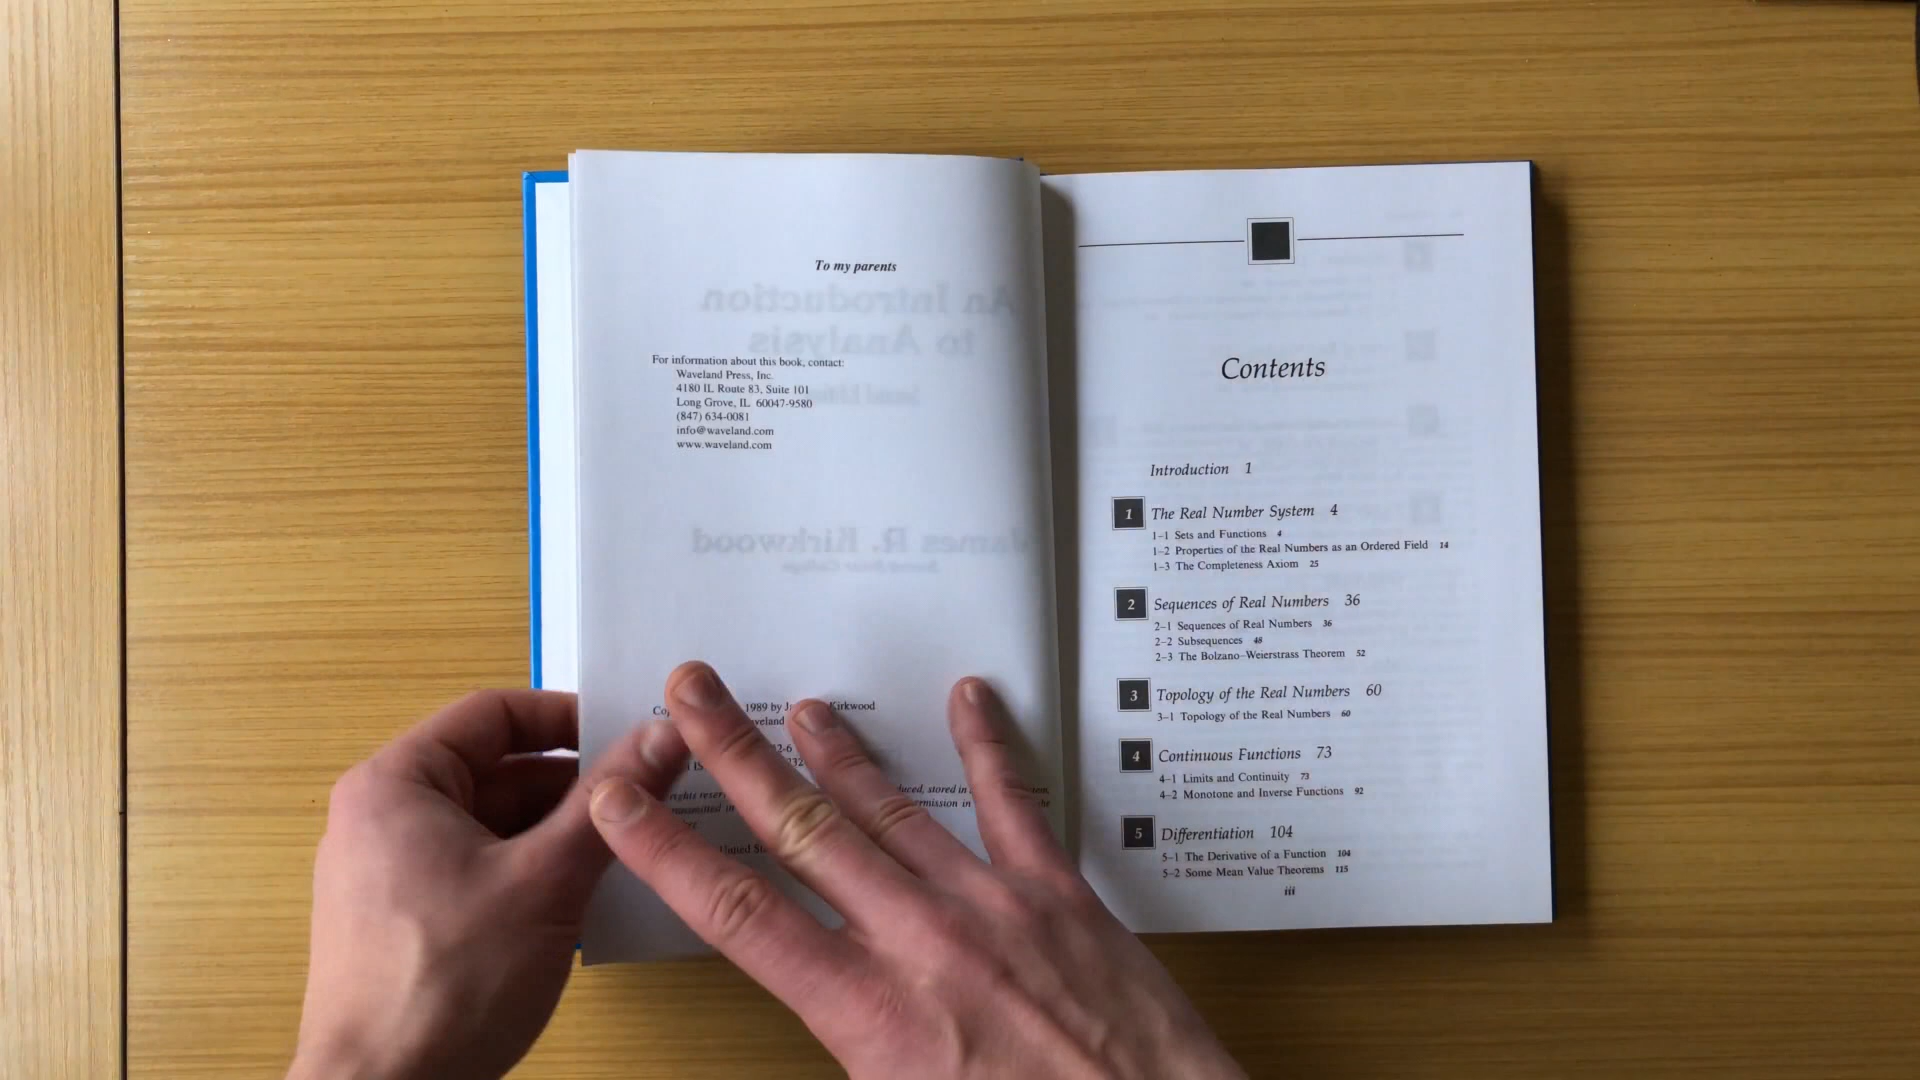 To my parents
For information about this book, contact:
Waveland Press, Inc.
4180 IL Route 83, Suite 101
Long Grove, IL 60047-9580
(847) 634-0081
info@waveland.com
www.waveland.com
1989 by Kirkwood
Contents
Introduction 1
1 The Real Number System 4
1-1 Sets and Functions 4
1-2 Properties of the Real Numbers as an Ordered Field 14
1-3 The Completeness Axiom 25
2 Sequences of Real Numbers 36
2-1 Sequences of Real Numbers 36
2-2 Subsequences 48
2-3 The Bolzano-Weierstrass Theorem 52
3 Topology of the Real Numbers 60
3-1 Topology of the Real Numbers 60
4 Continuous Functions 73
4-1 Limits and Continuity 73
4-2 Monotone and Inverse Functions 92
5 Differentiation 104
5-1 The Derivative of a Function 104
5-2 Some Mean Value Theorems 115
iii